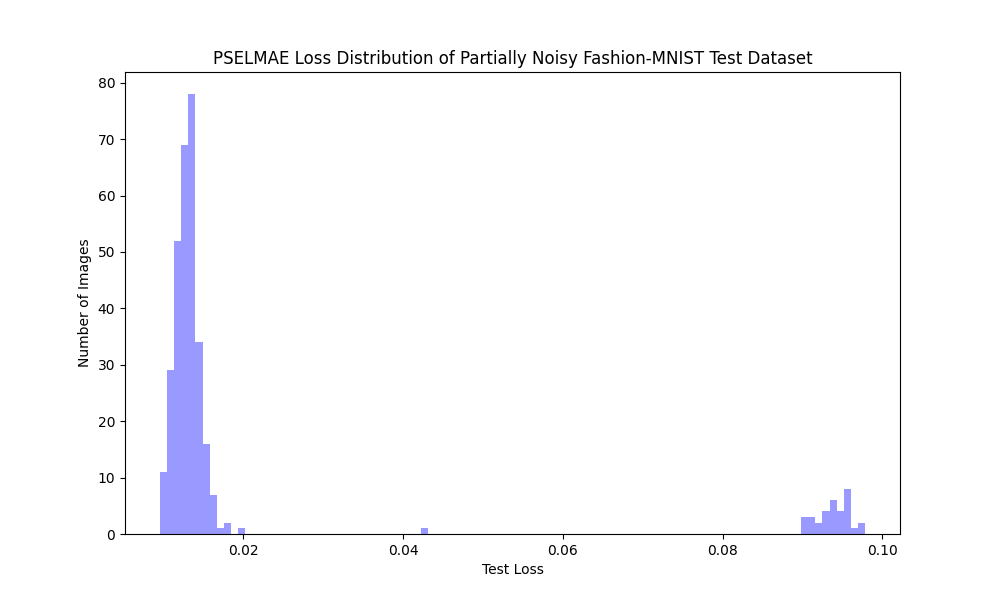 PSELMAE Loss Distribution of Partially Noisy Fashion-MNIST Test Dataset
80
70
60
50
40
30
20
10
0
Number of Images
0.02 0.04 0.06 0.08 0.10
Test Loss